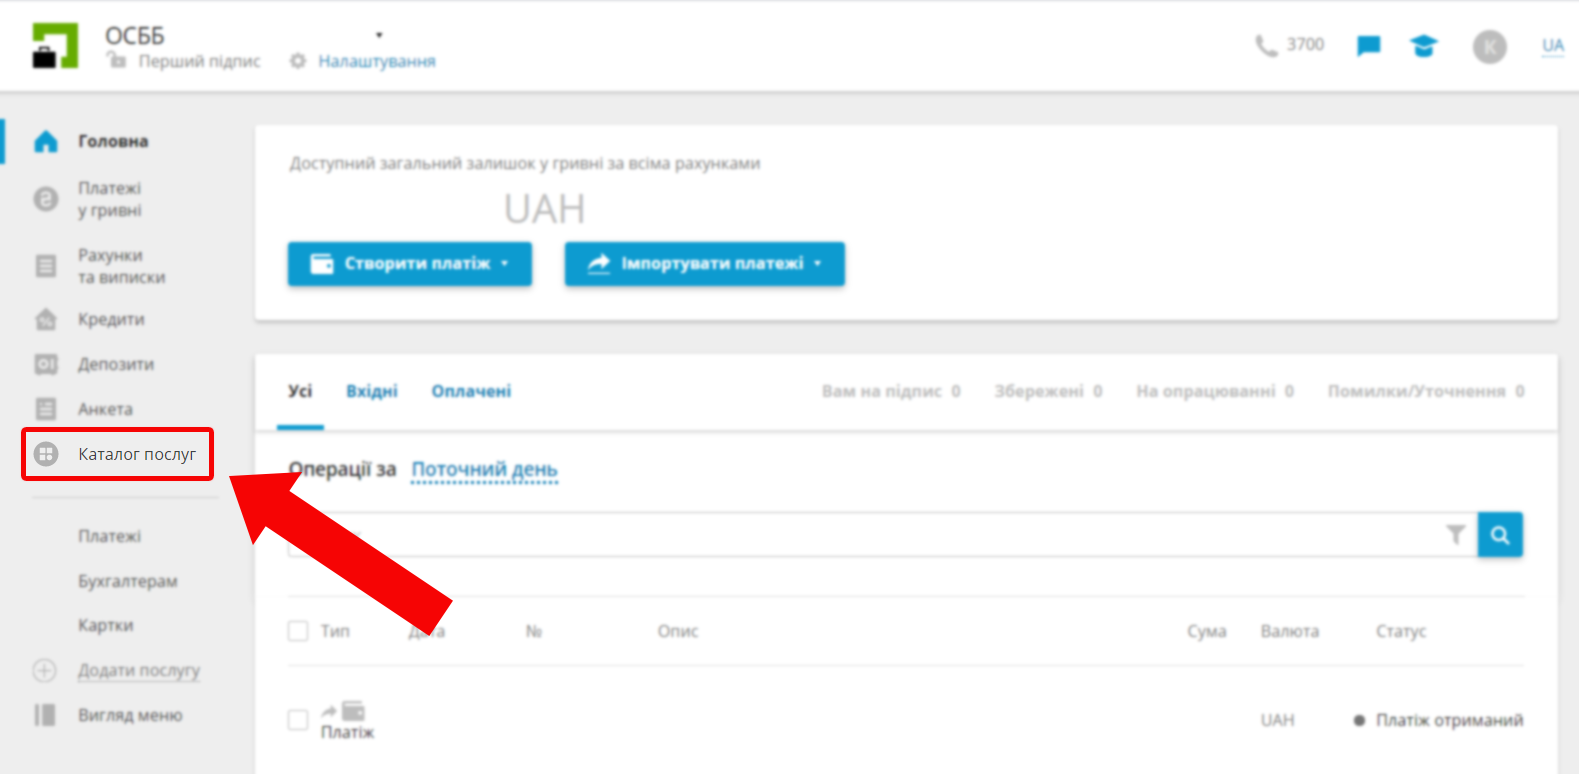 ОСББ
Перший підпис
Налаштування
3700
К
UA
Головна
Платежі
у гривні
Рахунки
та виписки
Кредити
Депозити
Анкета
Каталог послуг
Платежі
Бухгалтерам
Картки
Додати послугу
Вигляд меню
Доступний загальний залишок у гривні за всіма рахунками
UAH
Створити платіж
Імпортувати платежі
Усі Вхідні Оплачені Вам на підпис 0 Збережені 0 На опрацюванні 0 Помилки/Уточнення 0
Операції за Поточний день
Тип Дата № Опис Сума Валюта Статус
Платіж UAH Платіж отриманий